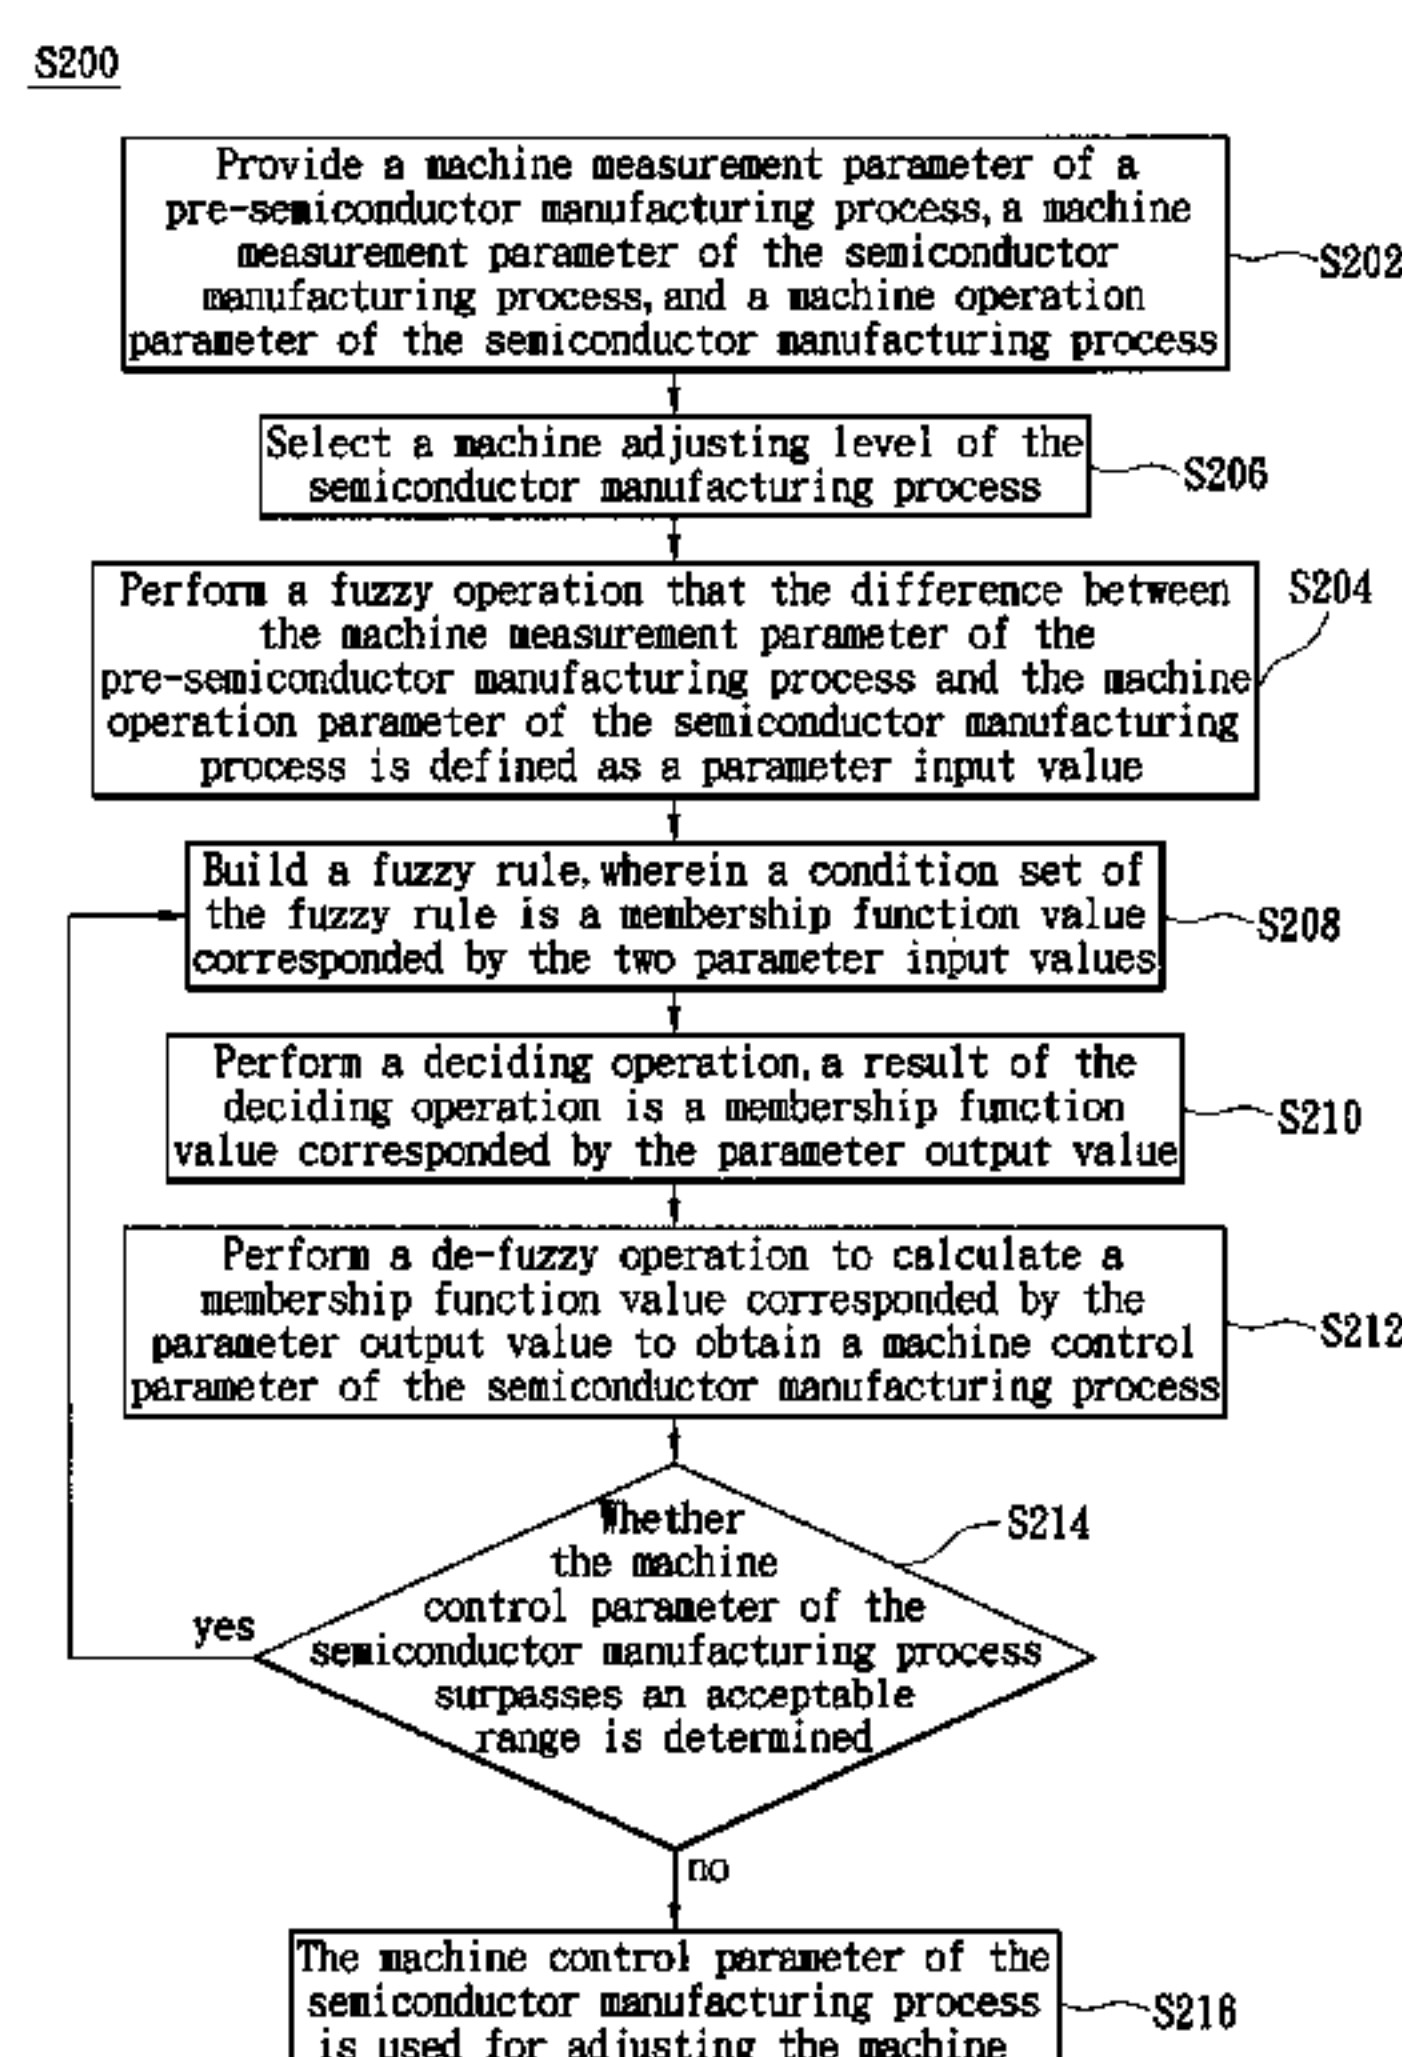 S200
Provide a machine measurement parameter of a
pre-semiconductor manufacturing process, a machine
measurement parameter of the semiconductor
manufacturing process, and a machine operation
parameter of the semiconductor manufacturing process
S202
Select a machine adjusting level of the
semiconductor manufacturing process
S206
Perform a fuzzy operation that the difference between
the machine measurement parameter of the
pre-semiconductor manufacturing process and the machine
operation parameter of the semiconductor manufacturing
process is defined as a parameter input value
S204
Build a fuzzy rule, wherein a condition set of
the fuzzy rule is a membership function value
corresponded by the two parameter input values
S208
Perform a deciding operation, a result of the
deciding operation is a membership function
value corresponded by the parameter output value
S210
Perform a de-fuzzy operation to calculate a
membership function value corresponded by the
parameter output value to obtain a machine control
parameter of the semiconductor manufacturing process
S212
Whether
the machine
control parameter of the
semiconductor manufacturing process
surpasses an acceptable
range is determined
S214
yes
no
The machine control parameter of the
semiconductor manufacturing process
is used for adjusting the machine
S216